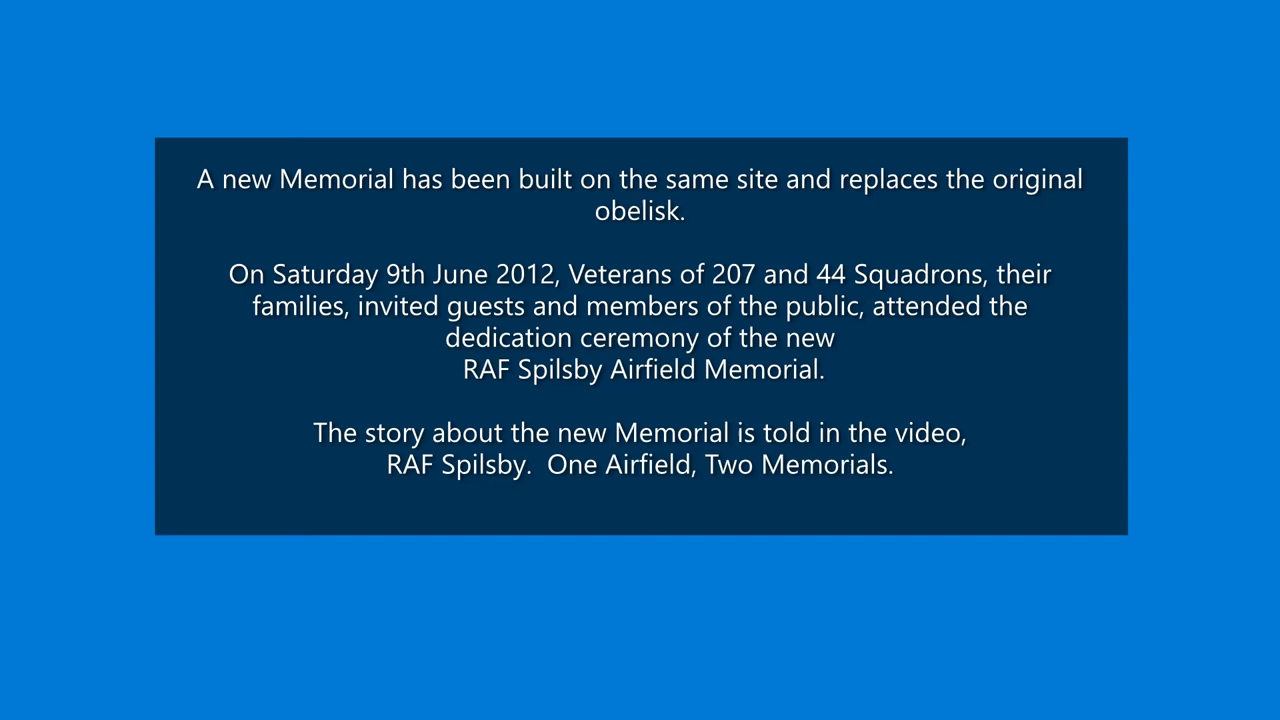 A new Memorial has been built on the same site and replaces the original
obelisk.
On Saturday 9th June 2012, Veterans of 207 and 44 Squadrons, their
families, invited guests and members of the public, attended the
dedication ceremony of the new
RAF Spilsby Airfield Memorial.
The story about the new Memorial is told in the video,
RAF Spilsby.  One Airfield, Two Memorials.